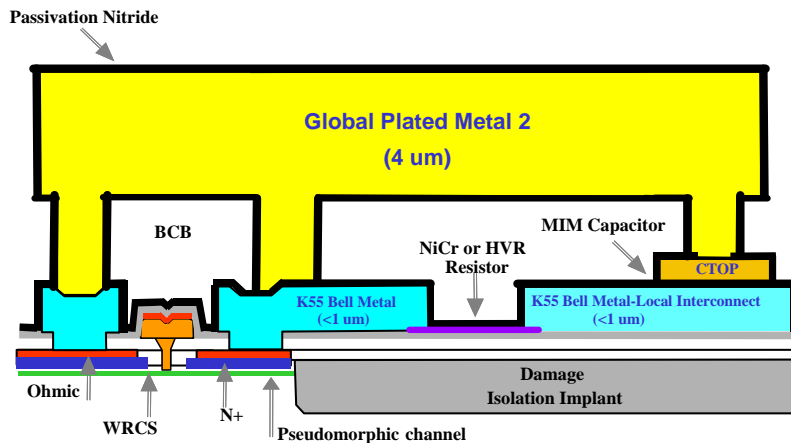 Passivation Nitride
Global Plated Metal 2
(4 um)
BCB
MIM Capacitor
NiCr or HVR
Resistor
CTOP
K55 Bell Metal
(<1 um)
K55 Bell Metal-Local Interconnect
(<1 um)
Damage
Isolation Implant
Ohmic
N+
WRCS
Pseudomorphic channel